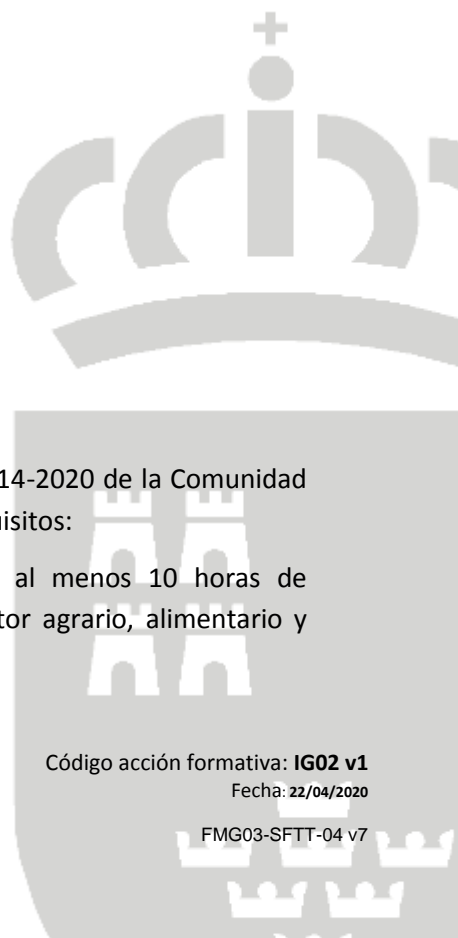 14-2020 de la Comunidad
uisitos:
al menos 10 horas de
tor agrario, alimentario y
Código acción formativa: IG02 v1
Fecha: 22/04/2020
FMG03-SFTT-04 v7